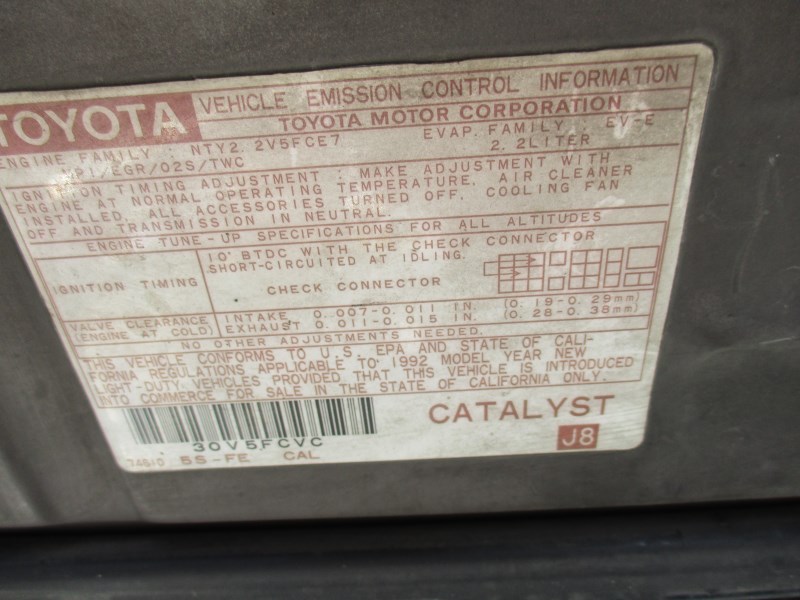 TOYOTA VEHICLE EMISSION CONTROL INFORMATION
TOYOTA MOTOR CORPORATION
ENGINE FAMILY : NTY2.2V5FCE7 EVAP. FAMILY : EV-E
MPI/EGR/O2S/TWC 2.2LITER
IGNITION TIMING ADJUSTMENT : MAKE ADJUSTMENT WITH
ENGINE AT NORMAL OPERATING TEMPERATURE, AIR CLEANER
INSTALLED, ALL ACCESSORIES TURNED OFF, COOLING FAN
OFF AND TRANSMISSION IN NEUTRAL.
ENGINE TUNE-UP SPECIFICATIONS FOR ALL ALTITUDES
IGNITION TIMING
10° BTDC WITH THE CHECK CONNECTOR
SHORT-CIRCUITED AT IDLING.
CHECK CONNECTOR
VALVE CLEARANCE
(ENGINE AT COLD)
INTAKE 0.007-0.011 IN. (0.19-0.29mm)
EXHAUST 0.011-0.015 IN. (0.28-0.38mm)
NO OTHER ADJUSTMENTS NEEDED.
THIS VEHICLE CONFORMS TO U.S. EPA AND STATE OF CALI-
FORNIA REGULATIONS APPLICABLE TO 1992 MODEL YEAR NEW
LIGHT-DUTY VEHICLES PROVIDED THAT THIS VEHICLE IS INTRODUCED
INTO COMMERCE FOR SALE IN THE STATE OF CALIFORNIA ONLY.
30V5FCVC
CATALYST
J8
74610 5S-FE CAL